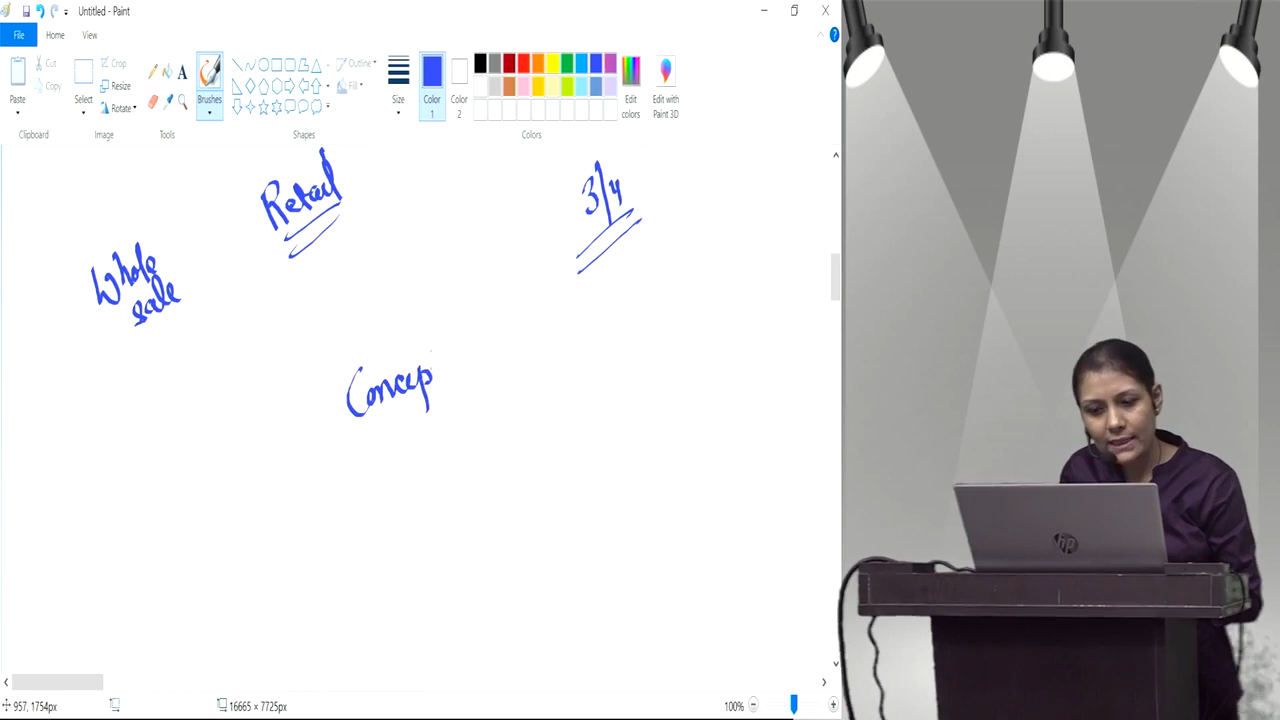 Untitled - Paint
File Home View
Cut Crop Outline Edit Edit with
Copy Resize Fill
Paste Select Rotate Brushes Size Color Color colors Paint 3D
1 2
Clipboard Image Tools Shapes Colors
Retail
3/4
Whole
sale
Concep
hp
957, 1754px 16665 × 7725px 100%